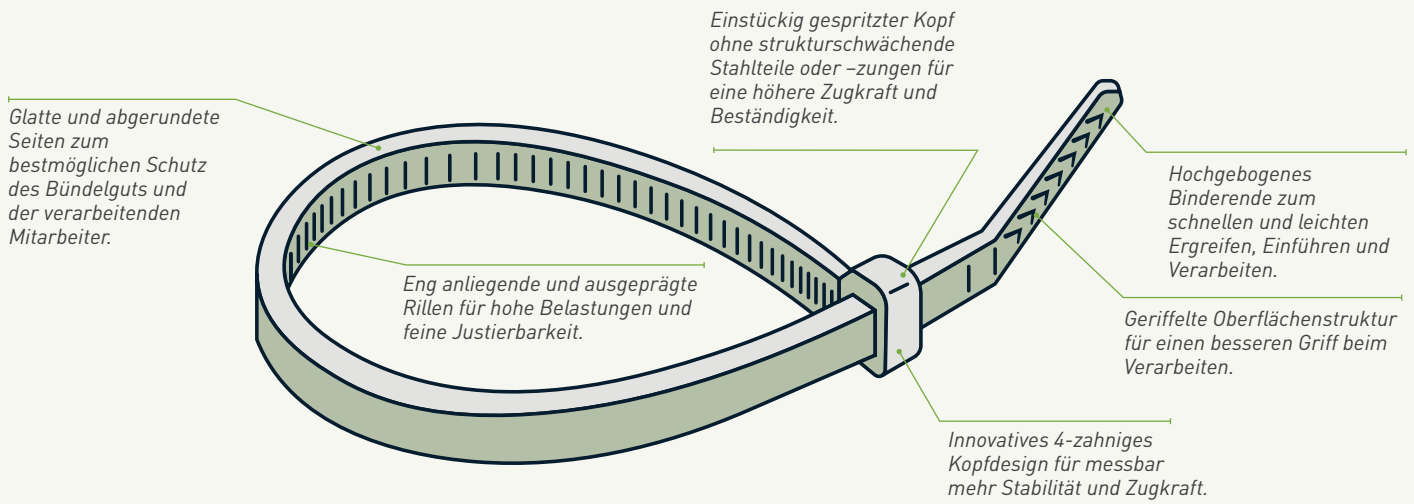 Einstückig gespritzter Kopf
ohne strukturschwächende
Stahlteile oder –zungen für
eine höhere Zugkraft und
Beständigkeit.
Glatte und abgerundete
Seiten zum
bestmöglichen Schutz
des Bündelguts und
der verarbeitenden
Mitarbeiter.
Hochgebogenes
Binderende zum
schnellen und leichten
Ergreifen, Einführen und
Verarbeiten.
Eng anliegende und ausgeprägte
Rillen für hohe Belastungen und
feine Justierbarkeit.
Geriffelte Oberflächenstruktur
für einen besseren Griff beim
Verarbeiten.
Innovatives 4-zahniges
Kopfdesign für messbar
mehr Stabilität und Zugkraft.